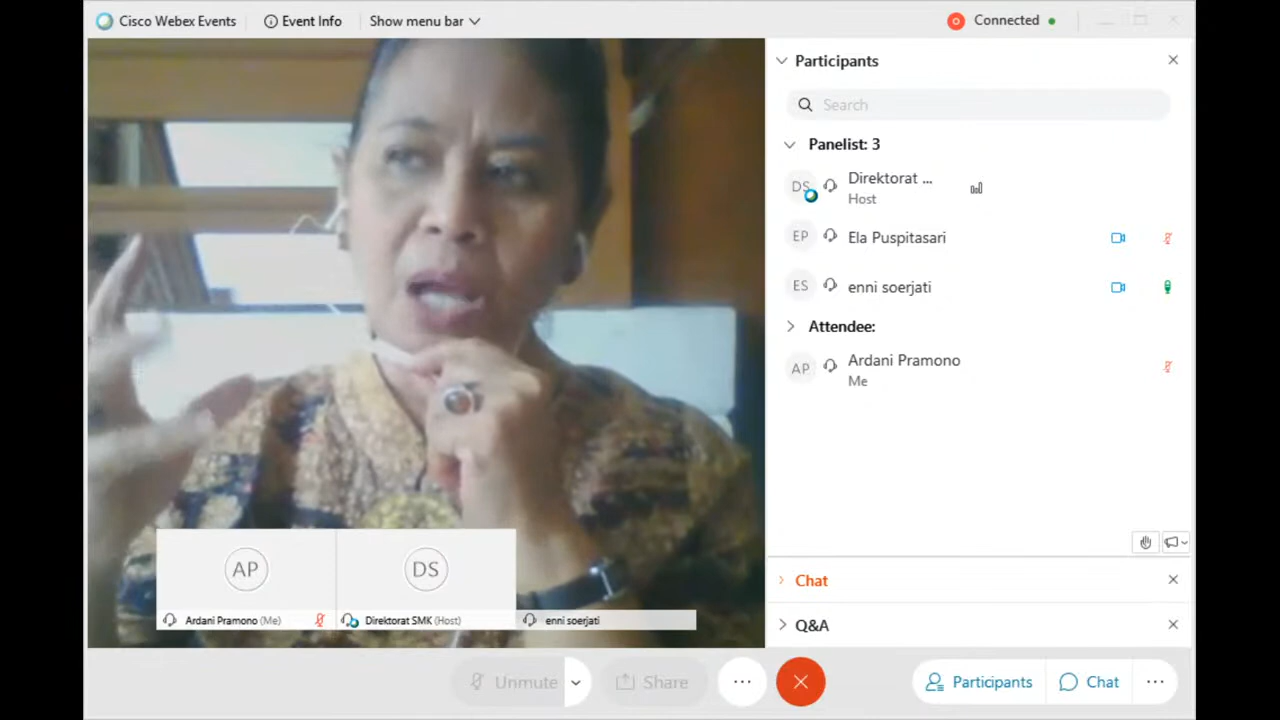 Cisco Webex Events
Event Info
Show menu bar
Connected
Participants
Search
Panelist: 3
DS
Direktorat ...
Host
EP
Ela Puspitasari
ES
enni soerjati
Attendee:
AP
Ardani Pramono
Me
AP
DS
Ardani Pramono (Me)
Direktorat SMK (Host)
enni soerjati
Chat
Q&A
Unmute
Share
Participants
Chat